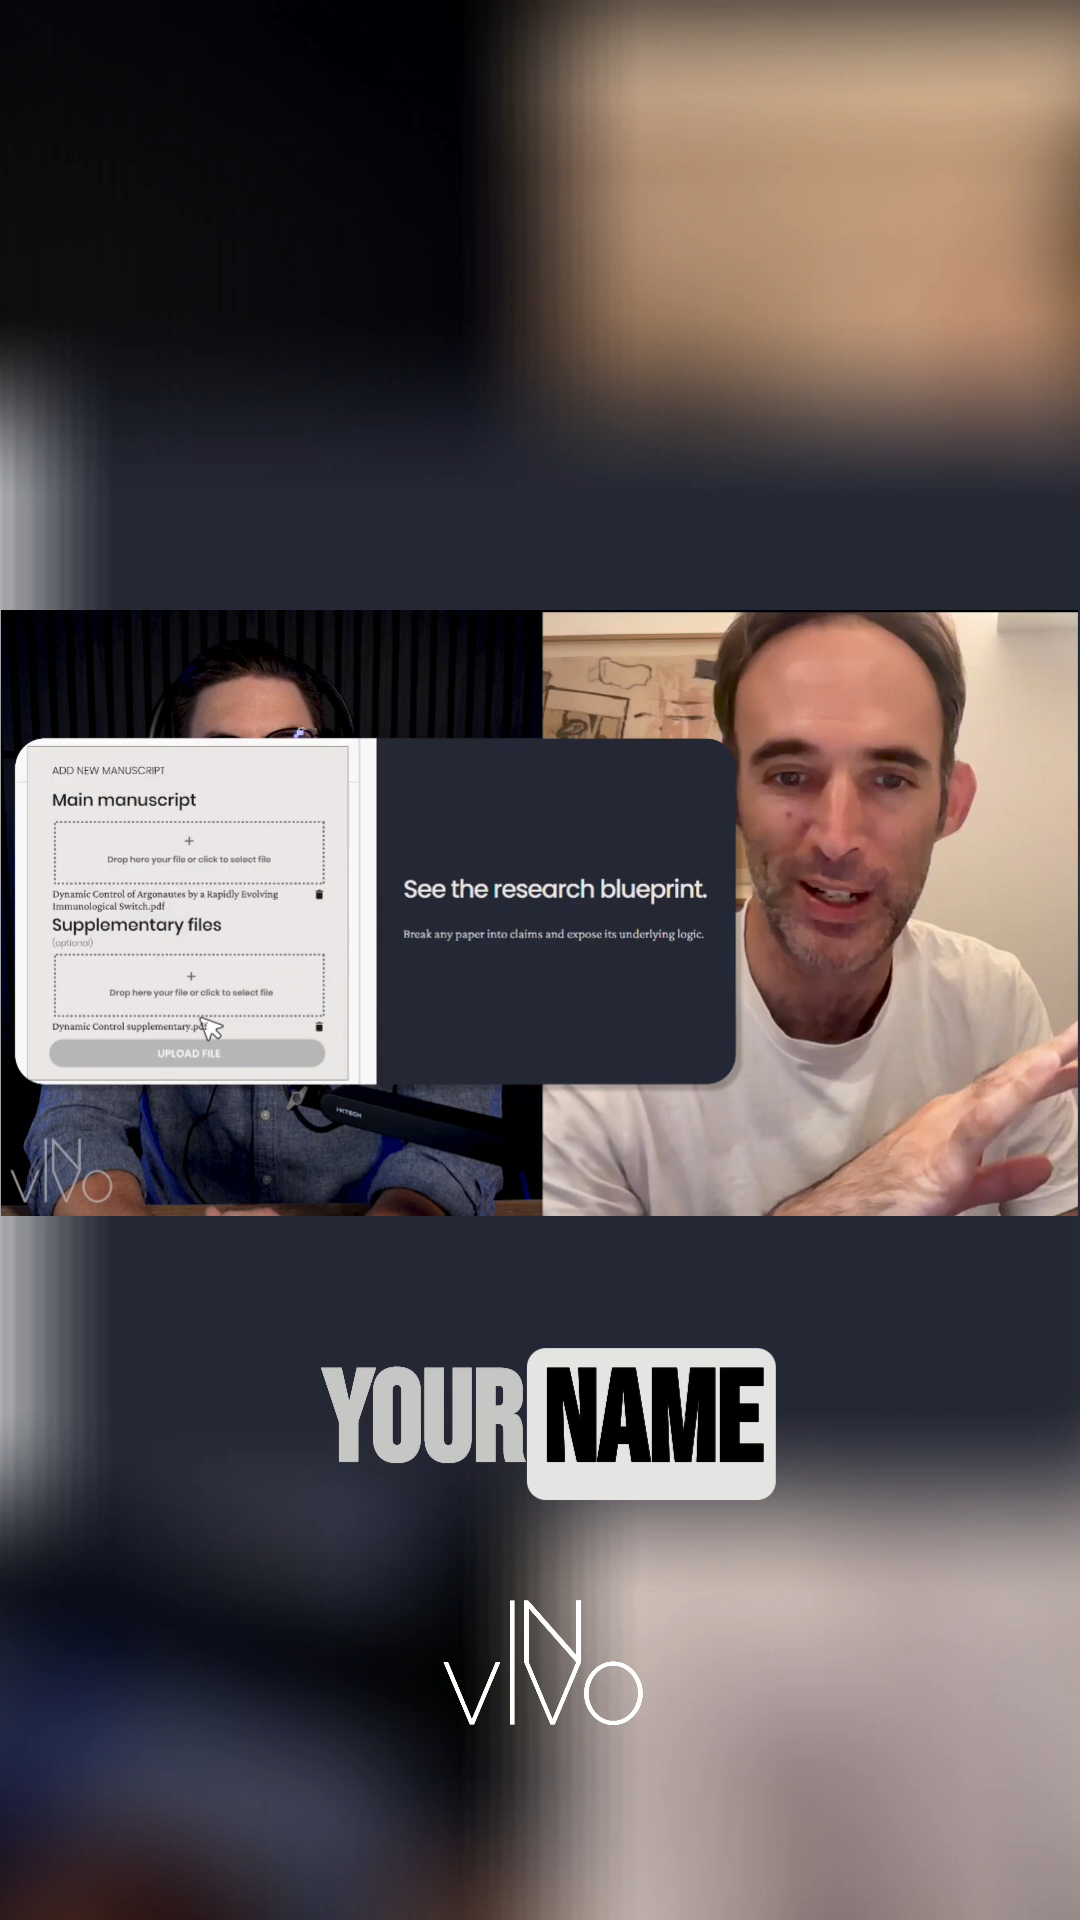 ADD NEW MANUSCRIPT
Main manuscript
+
Drop here your file or click to select file
Dynamic Control of Argonautes by a Rapidly Evolving
Immunological Switch.pdf
Supplementary files
(optional)
+
Drop here your file or click to select file
Dynamic Control supplementary.pdf
UPLOAD FILE
See the research blueprint.
Break any paper into claims and expose its underlying logic.
HKTECH
IN
VIVO
YOUR NAME
IN
VIVO